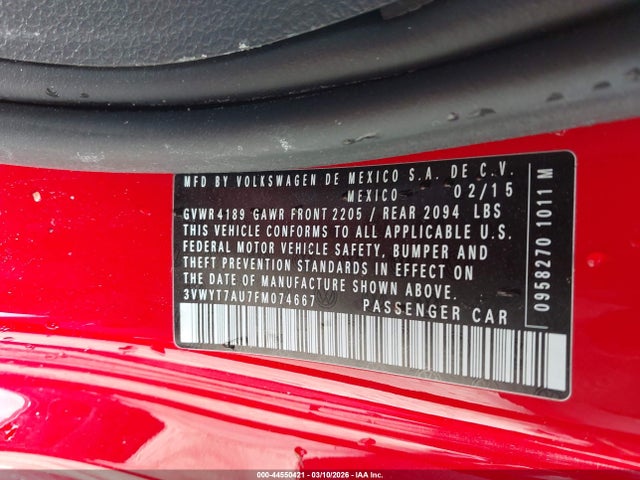 MFD BY VOLKSWAGEN DE MEXICO S.A. DE C.V.
MEXICO 02/15
GVWR 4189 GAWR FRONT 2205 / REAR 2094 LBS
THIS VEHICLE CONFORMS TO ALL APPLICABLE U.S.
FEDERAL MOTOR VEHICLE SAFETY, BUMPER AND
THEFT PREVENTION STANDARDS IN EFFECT ON
THE DATE OF MANUFACTURE SHOWN ABOVE.
3VWYT7AU7FM074667 PASSENGER CAR
0958270 1011 M
000-44550421 - 03/10/2026 - IAAI.COM